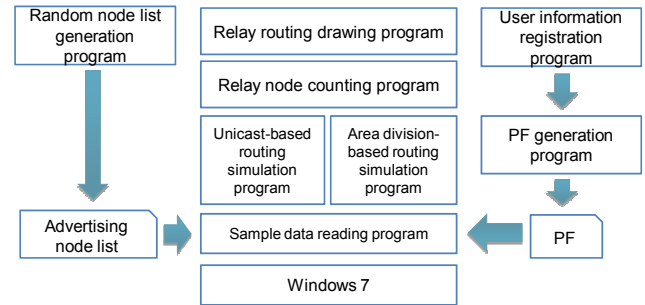 Random node list
generation
program
Relay routing drawing program
User information
registration
program
Relay node counting program
Unicast-based
routing
simulation
program
Area division-
based routing
simulation
program
PF generation
program
Advertising
node list
Sample data reading program
PF
Windows 7